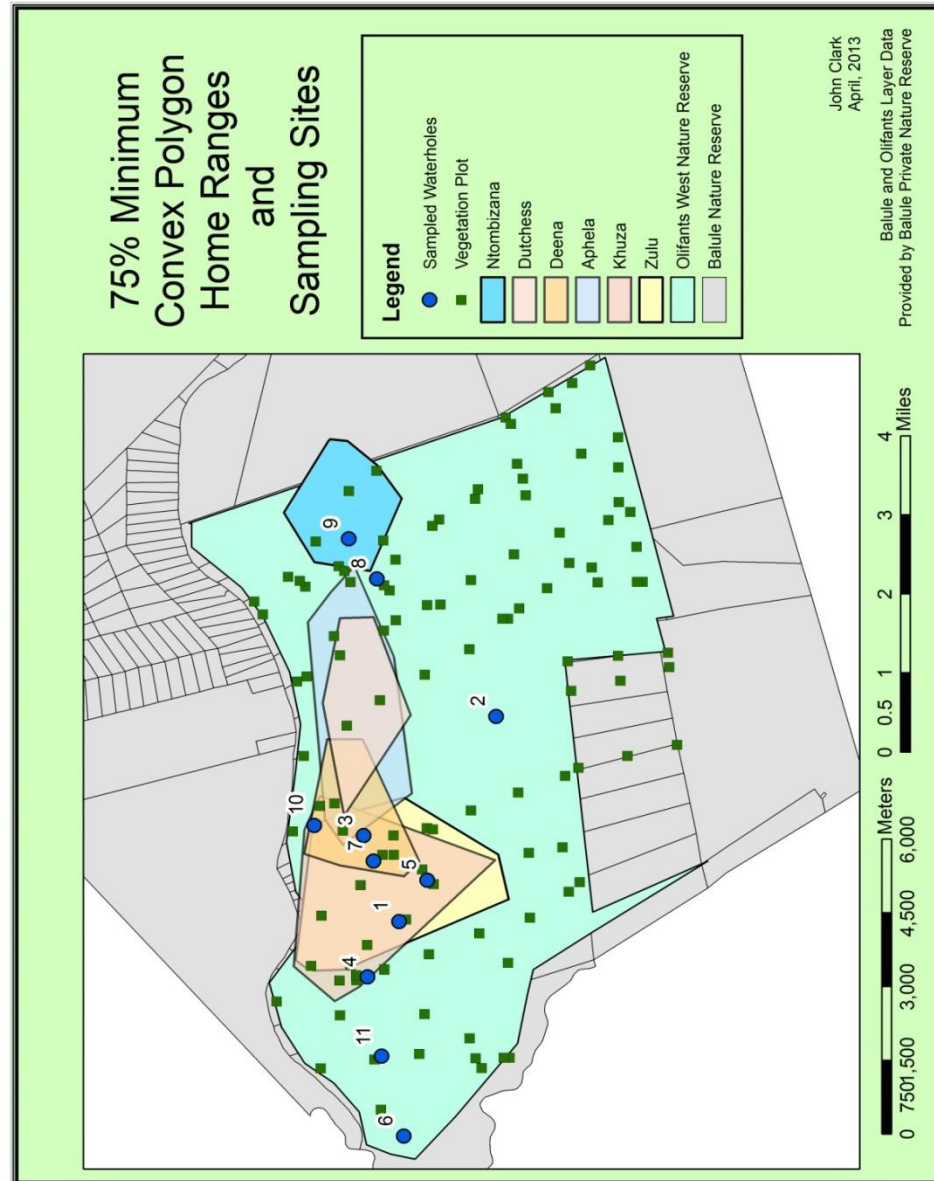 75% Minimum
Convex Polygon
Home Ranges
and
Sampling Sites
Legend
Sampled Waterholes
Vegetation Plot
Ntombizana
Dutchess
Deena
Aphela
Khuza
Zulu
Olifants West Nature Reserve
Balule Nature Reserve
John Clark
April, 2013
Balule and Olifants Layer Data
Provided by Balule Private Nature Reserve
6
11
4
1
5
7
3
10
2
8
9
0 750 1,500 3,000 4,500 6,000 Meters
0 0.5 1 2 3 4 Miles